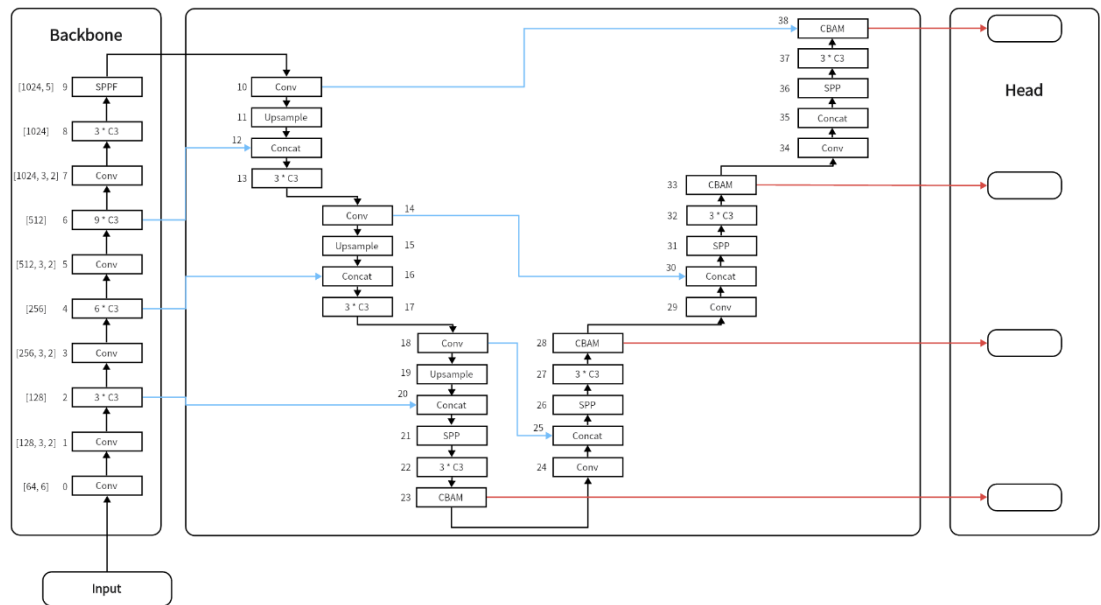 Backbone
[1024, 5] 9 SPPF
[1024] 8 3 * C3
[1024, 3, 2] 7 Conv
[512] 6 9 * C3
[512, 3, 2] 5 Conv
[256] 4 6 * C3
[256, 3, 2] 3 Conv
[128] 2 3 * C3
[128, 3, 2] 1 Conv
[64, 6] 0 Conv
Input
10 Conv
11 Upsample
12 Concat
13 3 * C3
Conv 14
Upsample 15
Concat 16
3 * C3 17
18 Conv
19 Upsample
20 Concat
21 SPP
22 3 * C3
23 CBAM
28 CBAM
27 3 * C3
26 SPP
25 Concat
24 Conv
33 CBAM
32 3 * C3
31 SPP
30 Concat
29 Conv
38 CBAM
37 3 * C3
36 SPP
35 Concat
34 Conv
Head